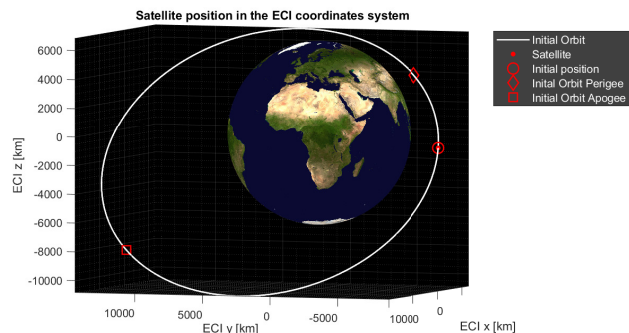 Satellite position in the ECI coordinates system
Initial Orbit
Satellite
Initial position
Inital Orbit Perigee
Initial Orbit Apogee
6000
4000
2000
0
-2000
-4000
-6000
-8000
-10000
ECI z [km]
10000
5000
0
-5000
10000
0
ECI y [km]
ECI x [km]